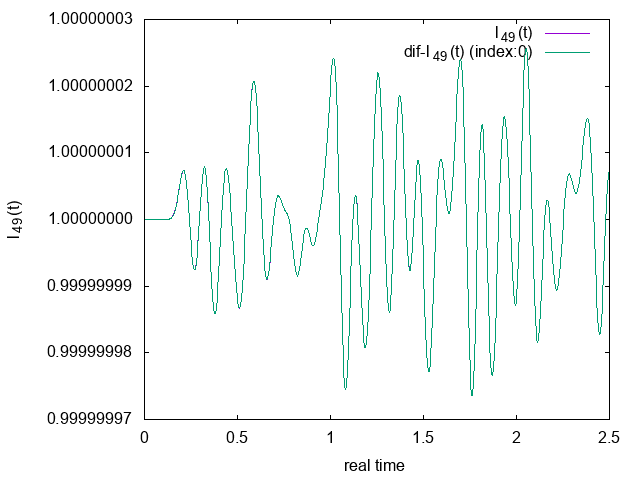 1.00000003
1.00000002
1.00000001
1.00000000
0.99999999
0.99999998
0.99999997
I49(t)
I49(t)
dif-I49(t) (index:0)
0 0.5 1 1.5 2 2.5
real time